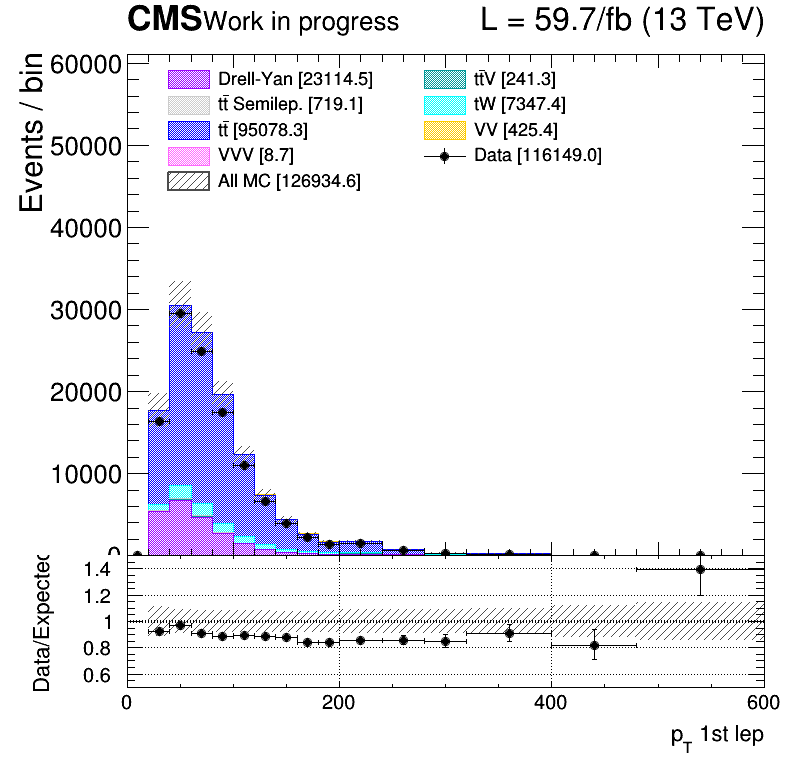 CMS Work in progress L = 59.7/fb (13 TeV)
Events / bin
60000
50000
40000
30000
20000
10000
0
Drell-Yan [23114.5]
tt̄ Semilep. [719.1]
tt̄ [95078.3]
VVV [8.7]
All MC [126934.6]
tt̄V [241.3]
tW [7347.4]
VV [425.4]
Data [116149.0]
Data/Expected
1.4
1.2
1
0.8
0.6
0 200 400 600
p_T 1st lep